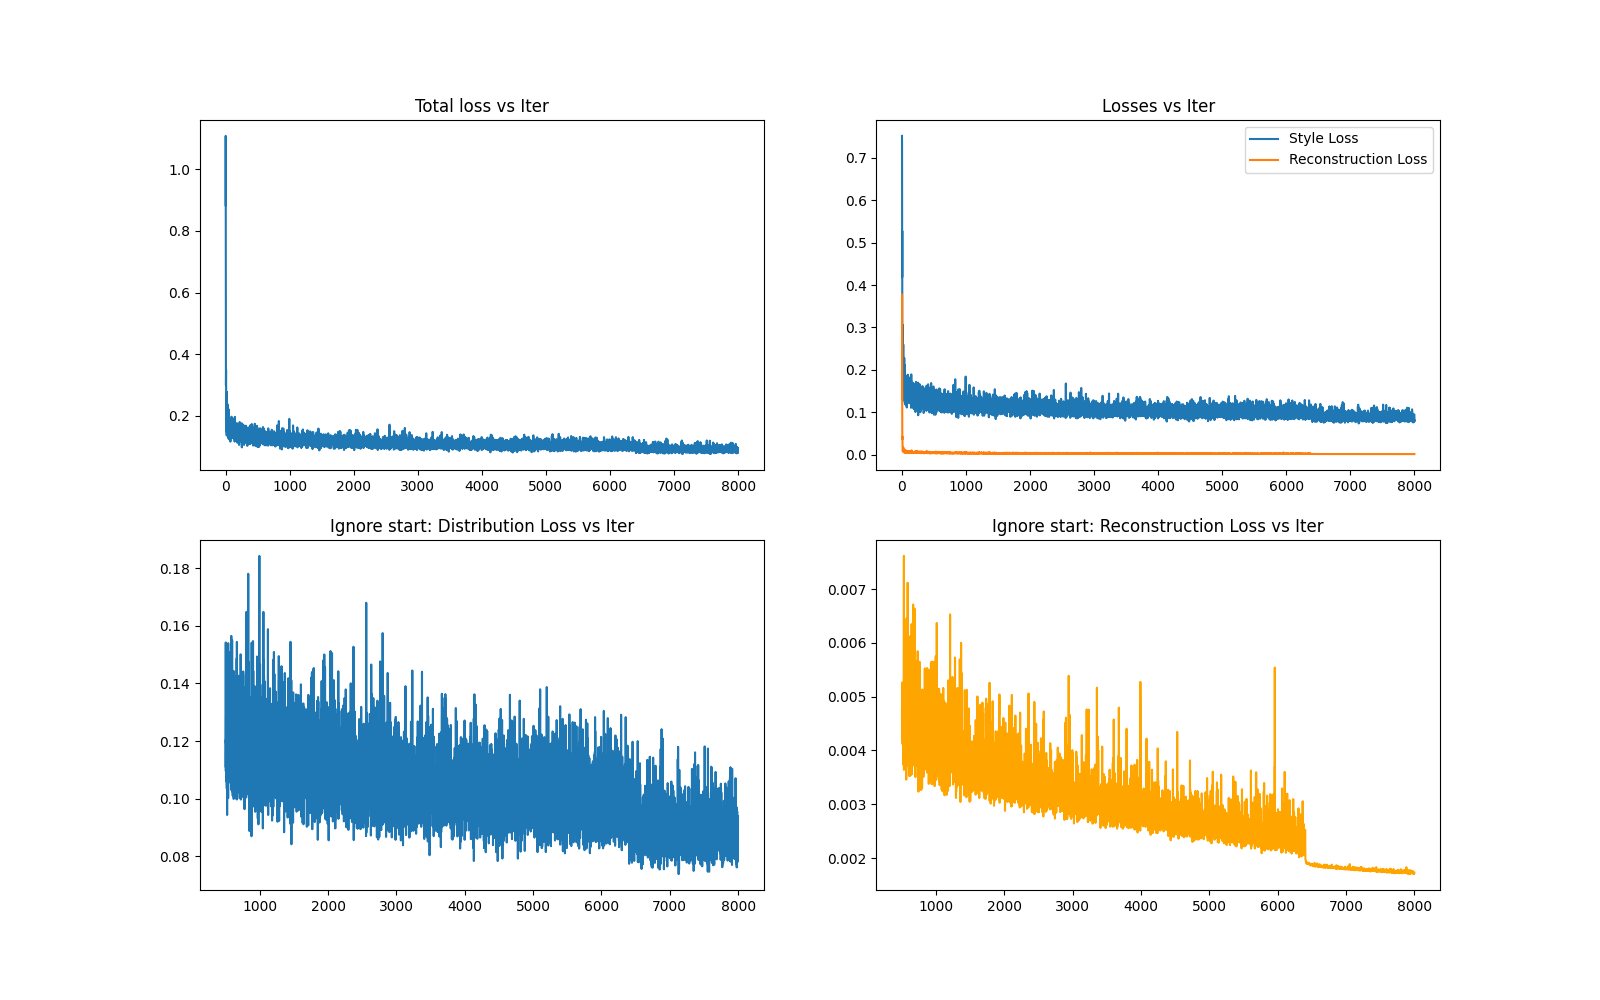 Total loss vs Iter
1.0
0.8
0.6
0.4
0.2
0 1000 2000 3000 4000 5000 6000 7000 8000
Losses vs Iter
Style Loss
Reconstruction Loss
0.7
0.6
0.5
0.4
0.3
0.2
0.1
0.0
0 1000 2000 3000 4000 5000 6000 7000 8000
Ignore start: Distribution Loss vs Iter
0.18
0.16
0.14
0.12
0.10
0.08
1000 2000 3000 4000 5000 6000 7000 8000
Ignore start: Reconstruction Loss vs Iter
0.007
0.006
0.005
0.004
0.003
0.002
1000 2000 3000 4000 5000 6000 7000 8000